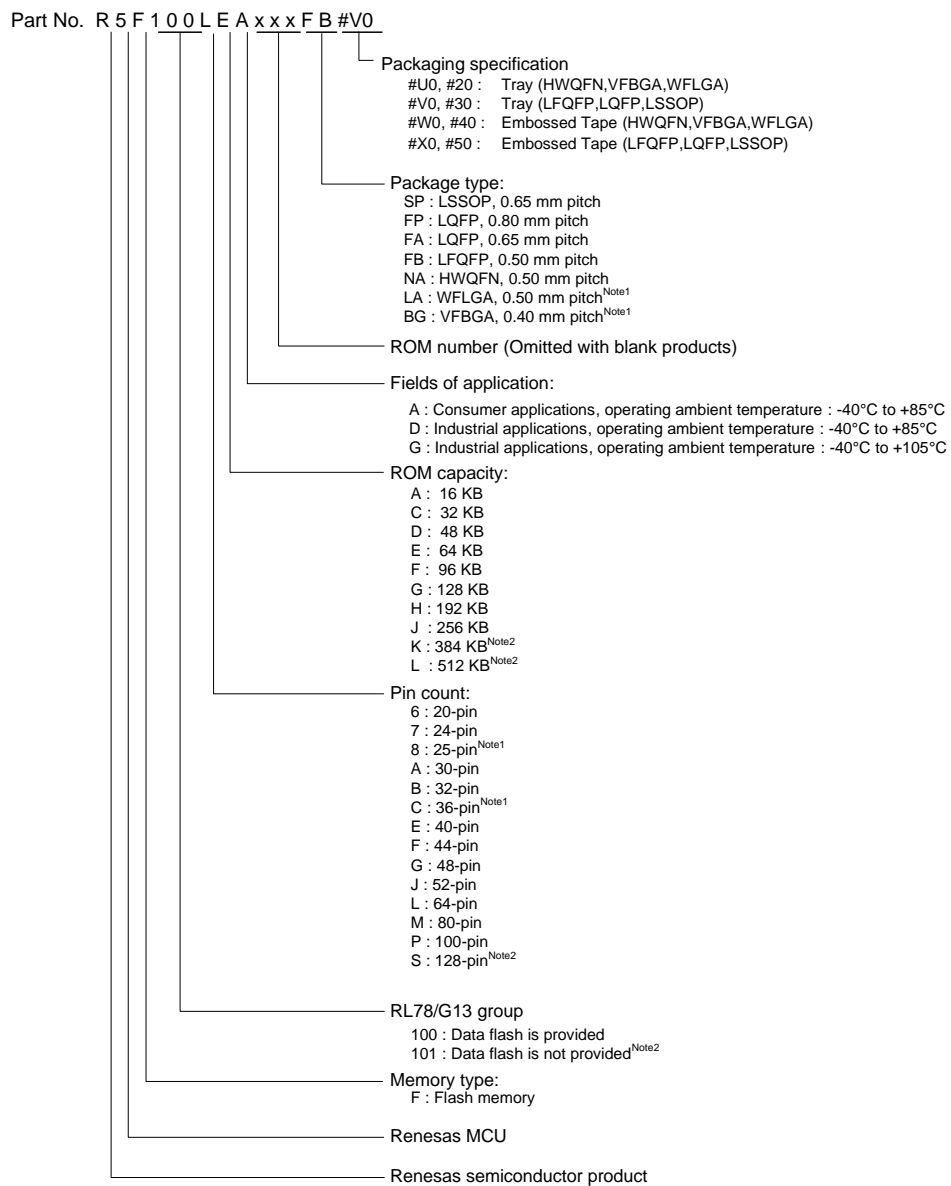 Part No. R 5 F 1 0 0 L E A x x x F B #V0
Packaging specification
#U0, #20 : Tray (HWQFN,VFBGA,WFLGA)
#V0, #30 : Tray (LFQFP,LQFP,LSSOP)
#W0, #40 : Embossed Tape (HWQFN,VFBGA,WFLGA)
#X0, #50 : Embossed Tape (LFQFP,LQFP,LSSOP)
Package type:
SP : LSSOP, 0.65 mm pitch
FP : LQFP, 0.80 mm pitch
FA : LQFP, 0.65 mm pitch
FB : LFQFP, 0.50 mm pitch
NA : HWQFN, 0.50 mm pitch
LA : WFLGA, 0.50 mm pitchNote1
BG : VFBGA, 0.40 mm pitchNote1
ROM number (Omitted with blank products)
Fields of application:
A : Consumer applications, operating ambient temperature : -40°C to +85°C
D : Industrial applications, operating ambient temperature : -40°C to +85°C
G : Industrial applications, operating ambient temperature : -40°C to +105°C
ROM capacity:
A : 16 KB
C : 32 KB
D : 48 KB
E : 64 KB
F : 96 KB
G : 128 KB
H : 192 KB
J : 256 KB
K : 384 KBNote2
L : 512 KBNote2
Pin count:
6 : 20-pin
7 : 24-pin
8 : 25-pinNote1
A : 30-pin
B : 32-pin
C : 36-pinNote1
E : 40-pin
F : 44-pin
G : 48-pin
J : 52-pin
L : 64-pin
M : 80-pin
P : 100-pin
S : 128-pinNote2
RL78/G13 group
100 : Data flash is provided
101 : Data flash is not providedNote2
Memory type:
F : Flash memory
Renesas MCU
Renesas semiconductor product